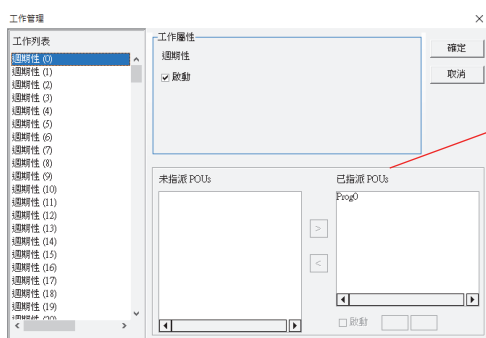 工作管理
工作列表
週期性 (0)
週期性 (1)
週期性 (2)
週期性 (3)
週期性 (4)
週期性 (5)
週期性 (6)
週期性 (7)
週期性 (8)
週期性 (9)
週期性 (10)
週期性 (11)
週期性 (12)
週期性 (13)
週期性 (14)
週期性 (15)
週期性 (16)
週期性 (17)
週期性 (18)
週期性 (19)
週期性 (20)
工作屬性
週期性
啟動
確定
取消
未指派 POUs
已指派 POUs
Prog0
>
<
啟動